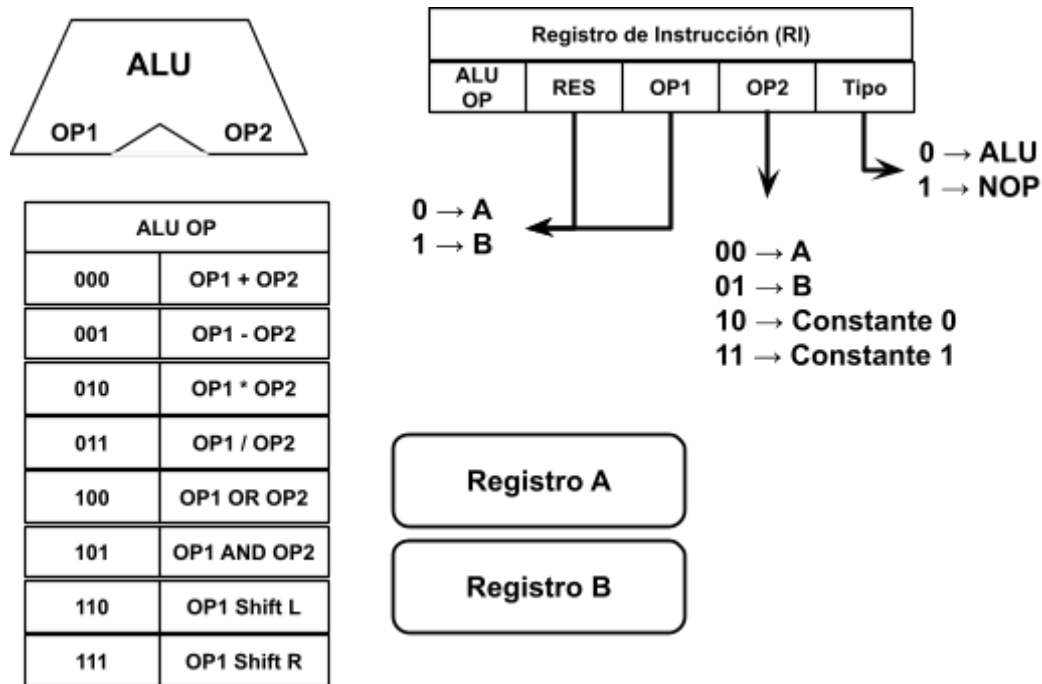 ALU
OP1 OP2
ALU OP
000 OP1 + OP2
001 OP1 - OP2
010 OP1 * OP2
011 OP1 / OP2
100 OP1 OR OP2
101 OP1 AND OP2
110 OP1 Shift L
111 OP1 Shift R
Registro de Instrucción (RI)
ALU
OP
RES OP1 OP2 Tipo
0 → ALU
1 → NOP
0 → A
1 → B
00 → A
01 → B
10 → Constante 0
11 → Constante 1
Registro A
Registro B